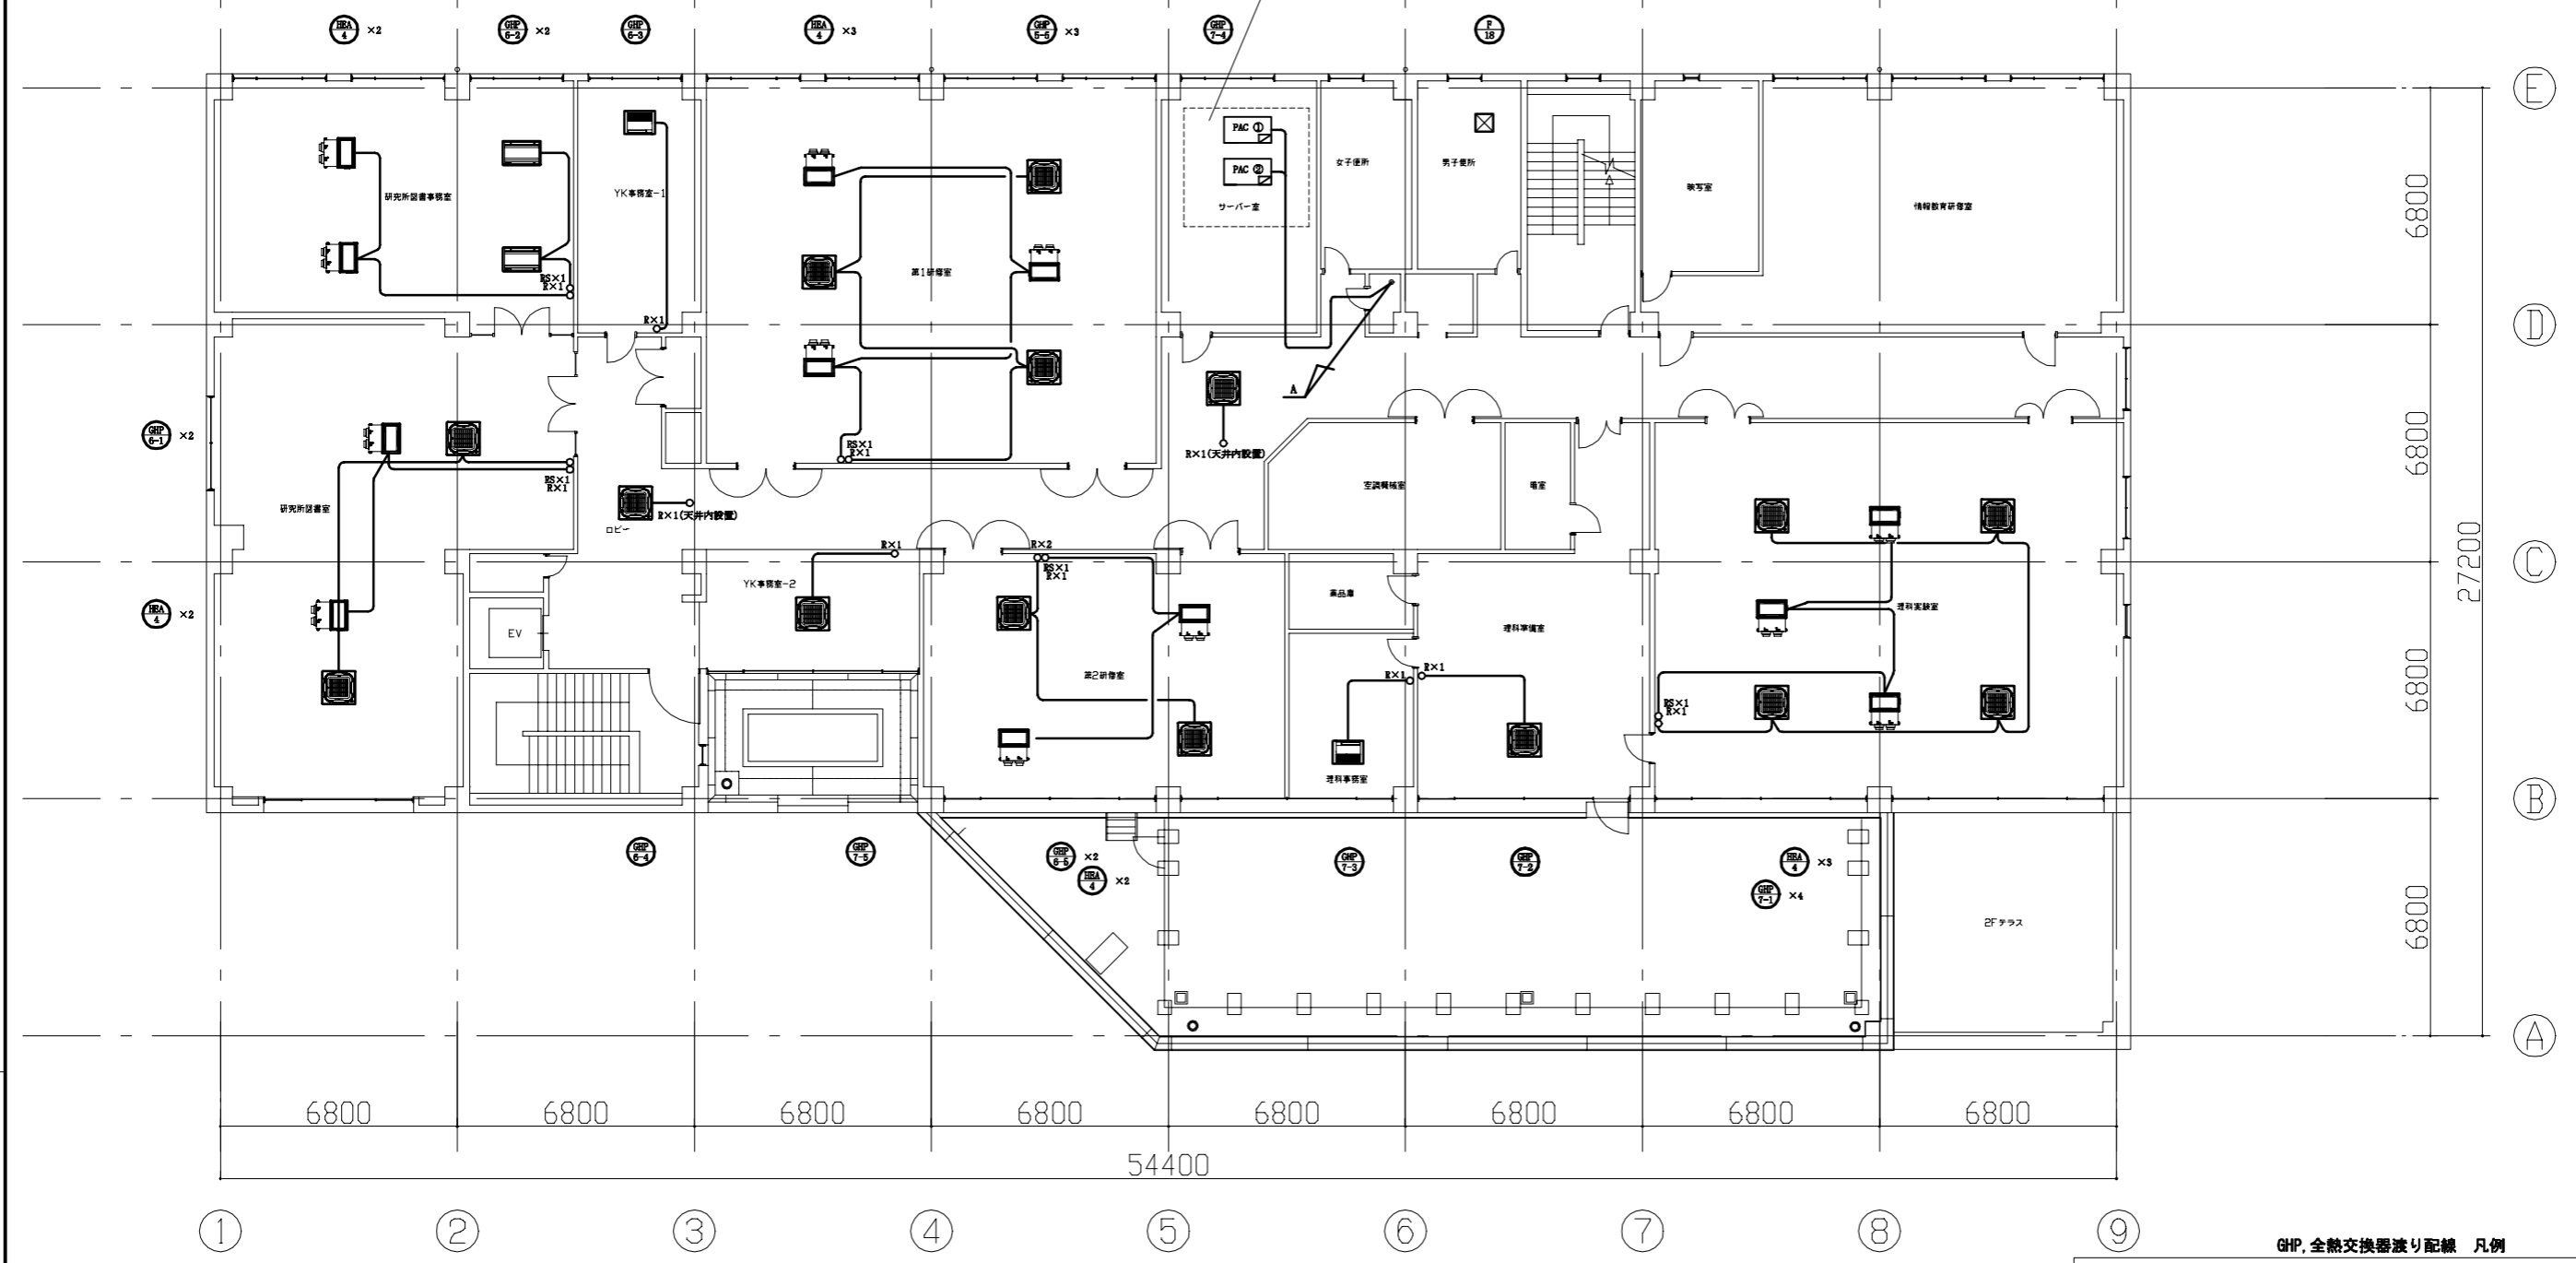 HEA 4 ×2
GHP 6-2 ×2
GHP 6-3
HEA 4 ×3
GHP 5-5 ×3
GHP 7-4
F 18
E
PAC ①
PAC ②
サーバー室
女子便所
男子便所
映写室
情報教育研修室
研究所図書事務室
YK事務室-1
第1研修室
RS×1
R×1
R×1
6800
D
A
GHP 6-1 ×2
RS×1
R×1
R×1(天井内設置)
RS×1
R×1
研究所図書室
ロビー
R×1(天井内設置)
空調機械室
電室
6800
27200
R×1
R×2
RS×1
R×1
C
YK事務室-2
薬品庫
理科準備室
理科実験室
HEA 4 ×2
EV
第2研修室
R×1
R×1
RS×1
R×1
6800
理科事務室
B
GHP 6-4
GHP 7-5
GHP 6-5 ×2
HEA 4 ×2
GHP 7-3
GHP 7-2
HEA 4 ×3
GHP 7-1 ×4
2Fテラス
6800
A
6800 6800 6800 6800 6800 6800 6800 6800
54400
1 2 3 4 5 6 7 8 9
GHP,全熱交換器渡り配線 凡例